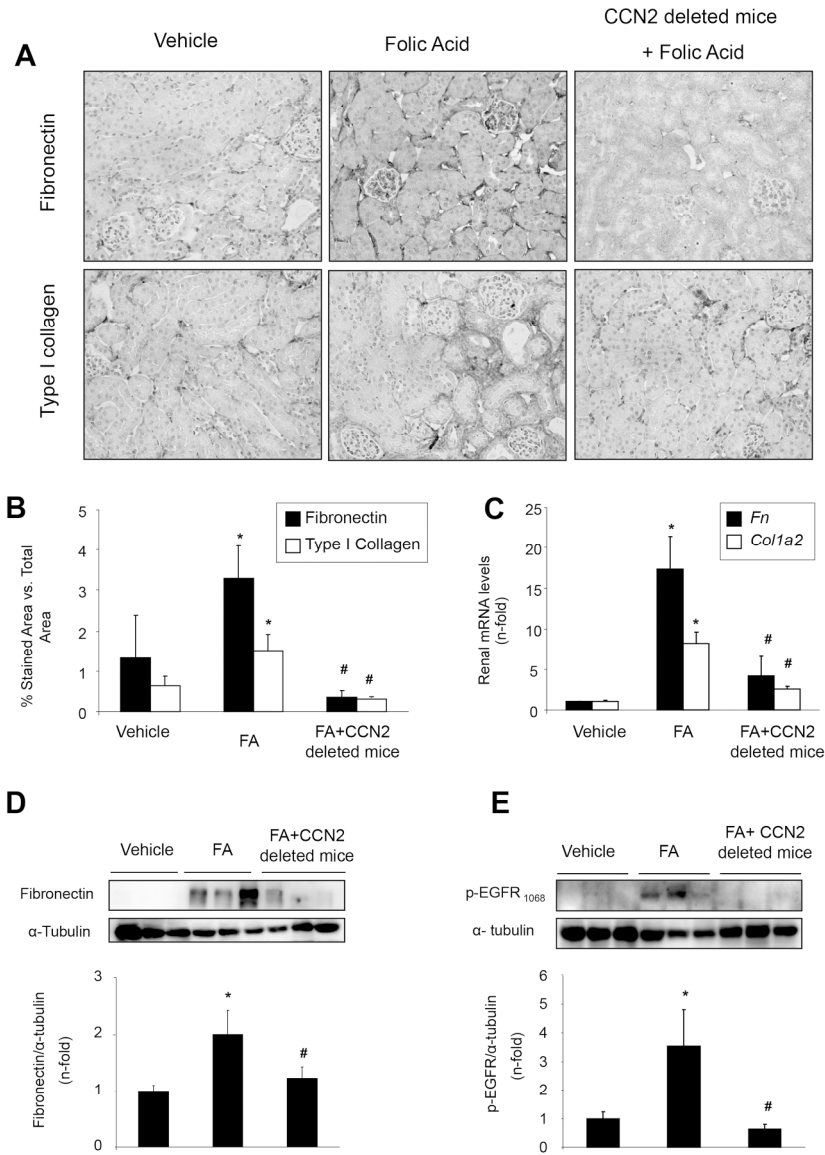 Vehicle
Folic Acid
CCN2 deleted mice
+ Folic Acid
A
Fibronectin
Type I collagen
B
% Stained Area vs. Total
Area
5
4
3
2
1
0
Fibronectin
Type I Collagen
*
*
#
#
Vehicle
FA
FA+CCN2
deleted mice
C
Renal mRNA levels
(n-fold)
25
20
15
10
5
0
Fn
Col1a2
*
*
#
#
Vehicle
FA
FA+CCN2
deleted mice
D
Vehicle
FA
FA+CCN2
deleted mice
Fibronectin
α-Tubulin
Fibronectin/α-tubulin
(n-fold)
3
2
1
0
*
#
E
Vehicle
FA
FA+ CCN2
deleted mice
p-EGFR 1068
α- tubulin
p-EGFR/α-tubulin
(n-fold)
6
5
4
3
2
1
0
*
#